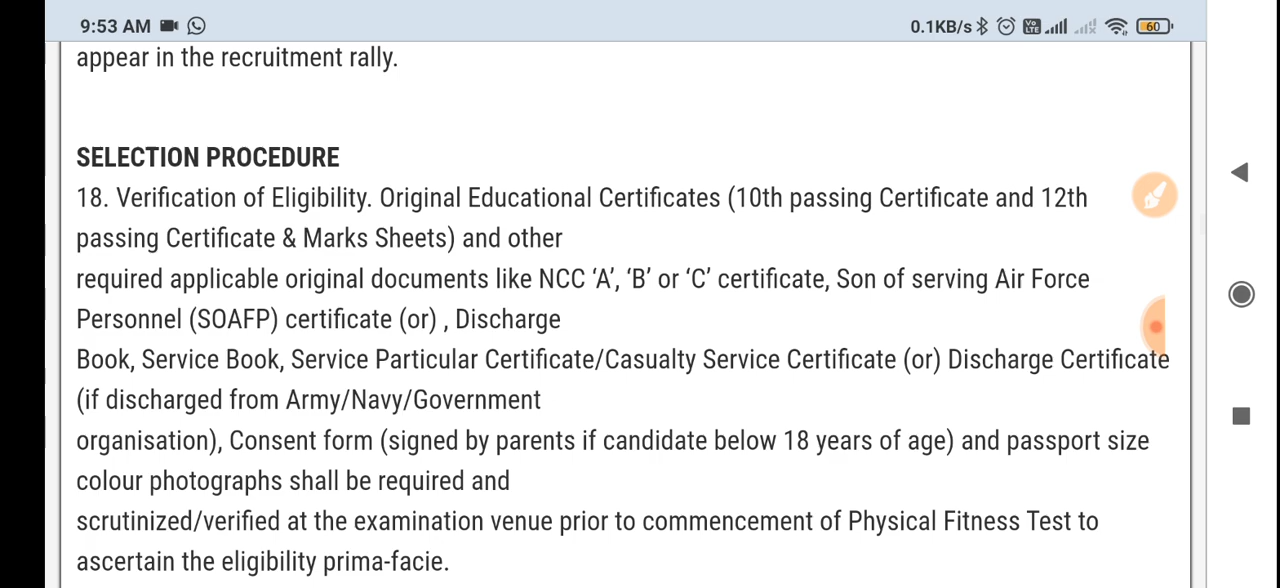 9:53 AM
0.1KB/s Vo LTE 60
appear in the recruitment rally.
SELECTION PROCEDURE
18. Verification of Eligibility. Original Educational Certificates (10th passing Certificate and 12th
passing Certificate & Marks Sheets) and other
required applicable original documents like NCC ‘A’, ‘B’ or ‘C’ certificate, Son of serving Air Force
Personnel (SOAFP) certificate (or) , Discharge
Book, Service Book, Service Particular Certificate/Casualty Service Certificate (or) Discharge Certificate
(if discharged from Army/Navy/Government
organisation), Consent form (signed by parents if candidate below 18 years of age) and passport size
colour photographs shall be required and
scrutinized/verified at the examination venue prior to commencement of Physical Fitness Test to
ascertain the eligibility prima-facie.